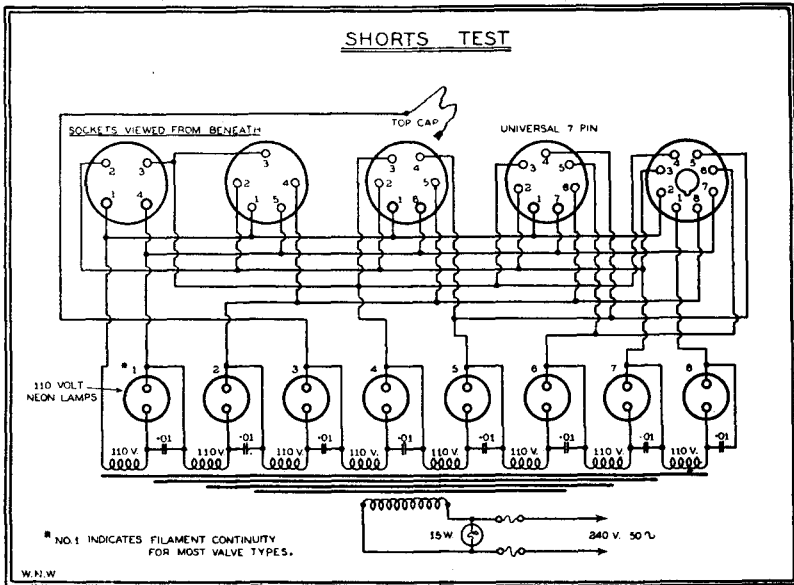 SHORTS TEST
TOP CAP
SOCKETS VIEWED FROM BENEATH
UNIVERSAL 7 PIN
2 3
1 4
3
2 4
1 5
3 4
2 5
1 6
4
3 5
2 6
1 7
4 5
3 6
2 7
1 8
* 1 2 3 4 5 6 7 8
110 VOLT
NEON LAMPS
·01 ·01 ·01 ·01 ·01 ·01 ·01 ·01
110 V. 110 V. 110 V. 110 V. 110 V. 110 V. 110 V. 110 V.
15 W.
240 V. 50 ~
* NO. 1 INDICATES FILAMENT CONTINUITY
FOR MOST VALVE TYPES.
W.N.W